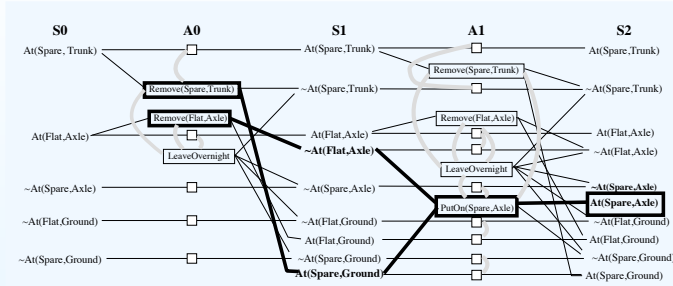 S0 A0 S1 A1 S2
At(Spare, Trunk) At(Spare,Trunk) At(Spare,Trunk)
Remove(Spare,Trunk)
Remove(Spare,Trunk) ~At(Spare,Trunk) ~At(Spare,Trunk)
Remove(Flat,Axle) Remove(Flat,Axle)
At(Flat,Axle) At(Flat,Axle) At(Flat,Axle)
~At(Flat,Axle) ~At(Flat,Axle)
LeaveOvernight
LeaveOvernight
~At(Spare,Axle) ~At(Spare,Axle) ~At(Spare,Axle)
PutOn(Spare,Axle) At(Spare,Axle)
~At(Flat,Ground) ~At(Flat,Ground) ~At(Flat,Ground)
At(Flat,Ground) At(Flat,Ground)
~At(Spare,Ground) ~At(Spare,Ground) ~At(Spare,Ground)
At(Spare,Ground) At(Spare,Ground)